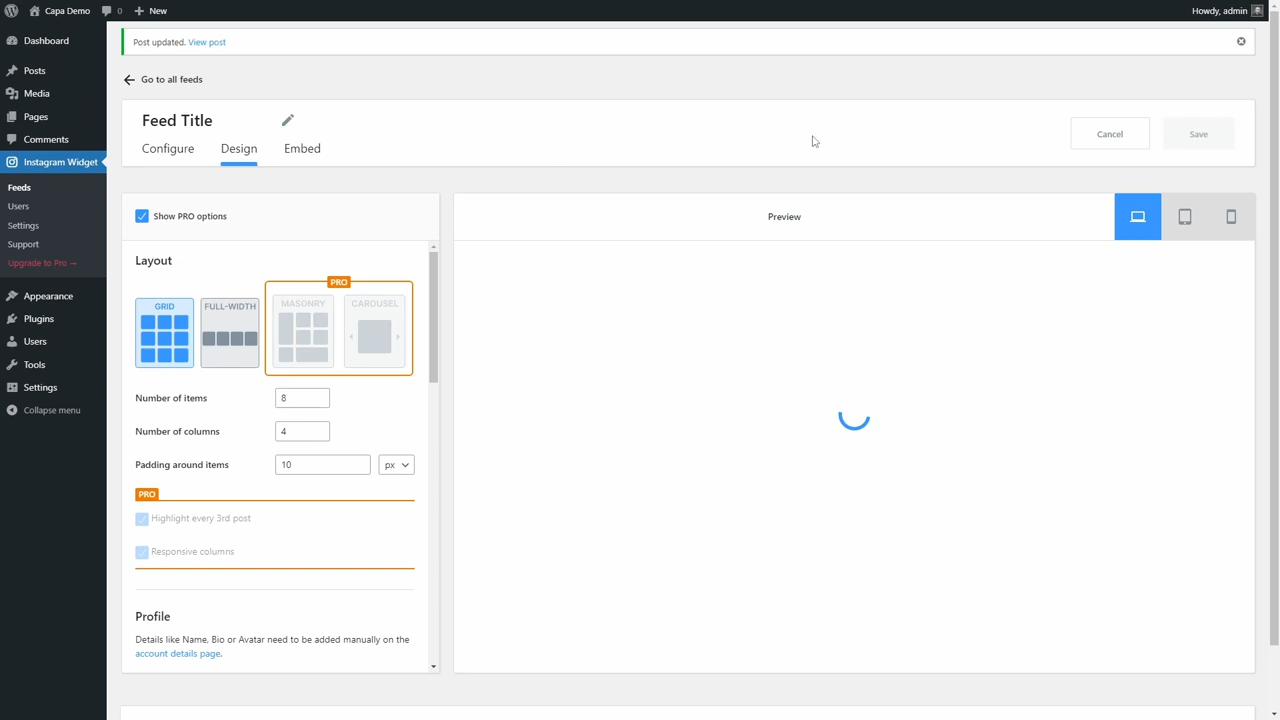 Capa Demo 0 New Howdy, admin
Dashboard
Posts
Media
Pages
Comments
Instagram Widget
Feeds
Users
Settings
Support
Upgrade to Pro →
Appearance
Plugins
Users
Tools
Settings
Collapse menu
Post updated. View post
Go to all feeds
Feed Title
Configure Design Embed
Cancel Save
Show PRO options
Layout
PRO
GRID FULL-WIDTH MASONRY CAROUSEL
Number of items 8
Number of columns 4
Padding around items 10 px
PRO
Highlight every 3rd post
Responsive columns
Profile
Details like Name, Bio or Avatar need to be added manually on the
account details page.
Preview